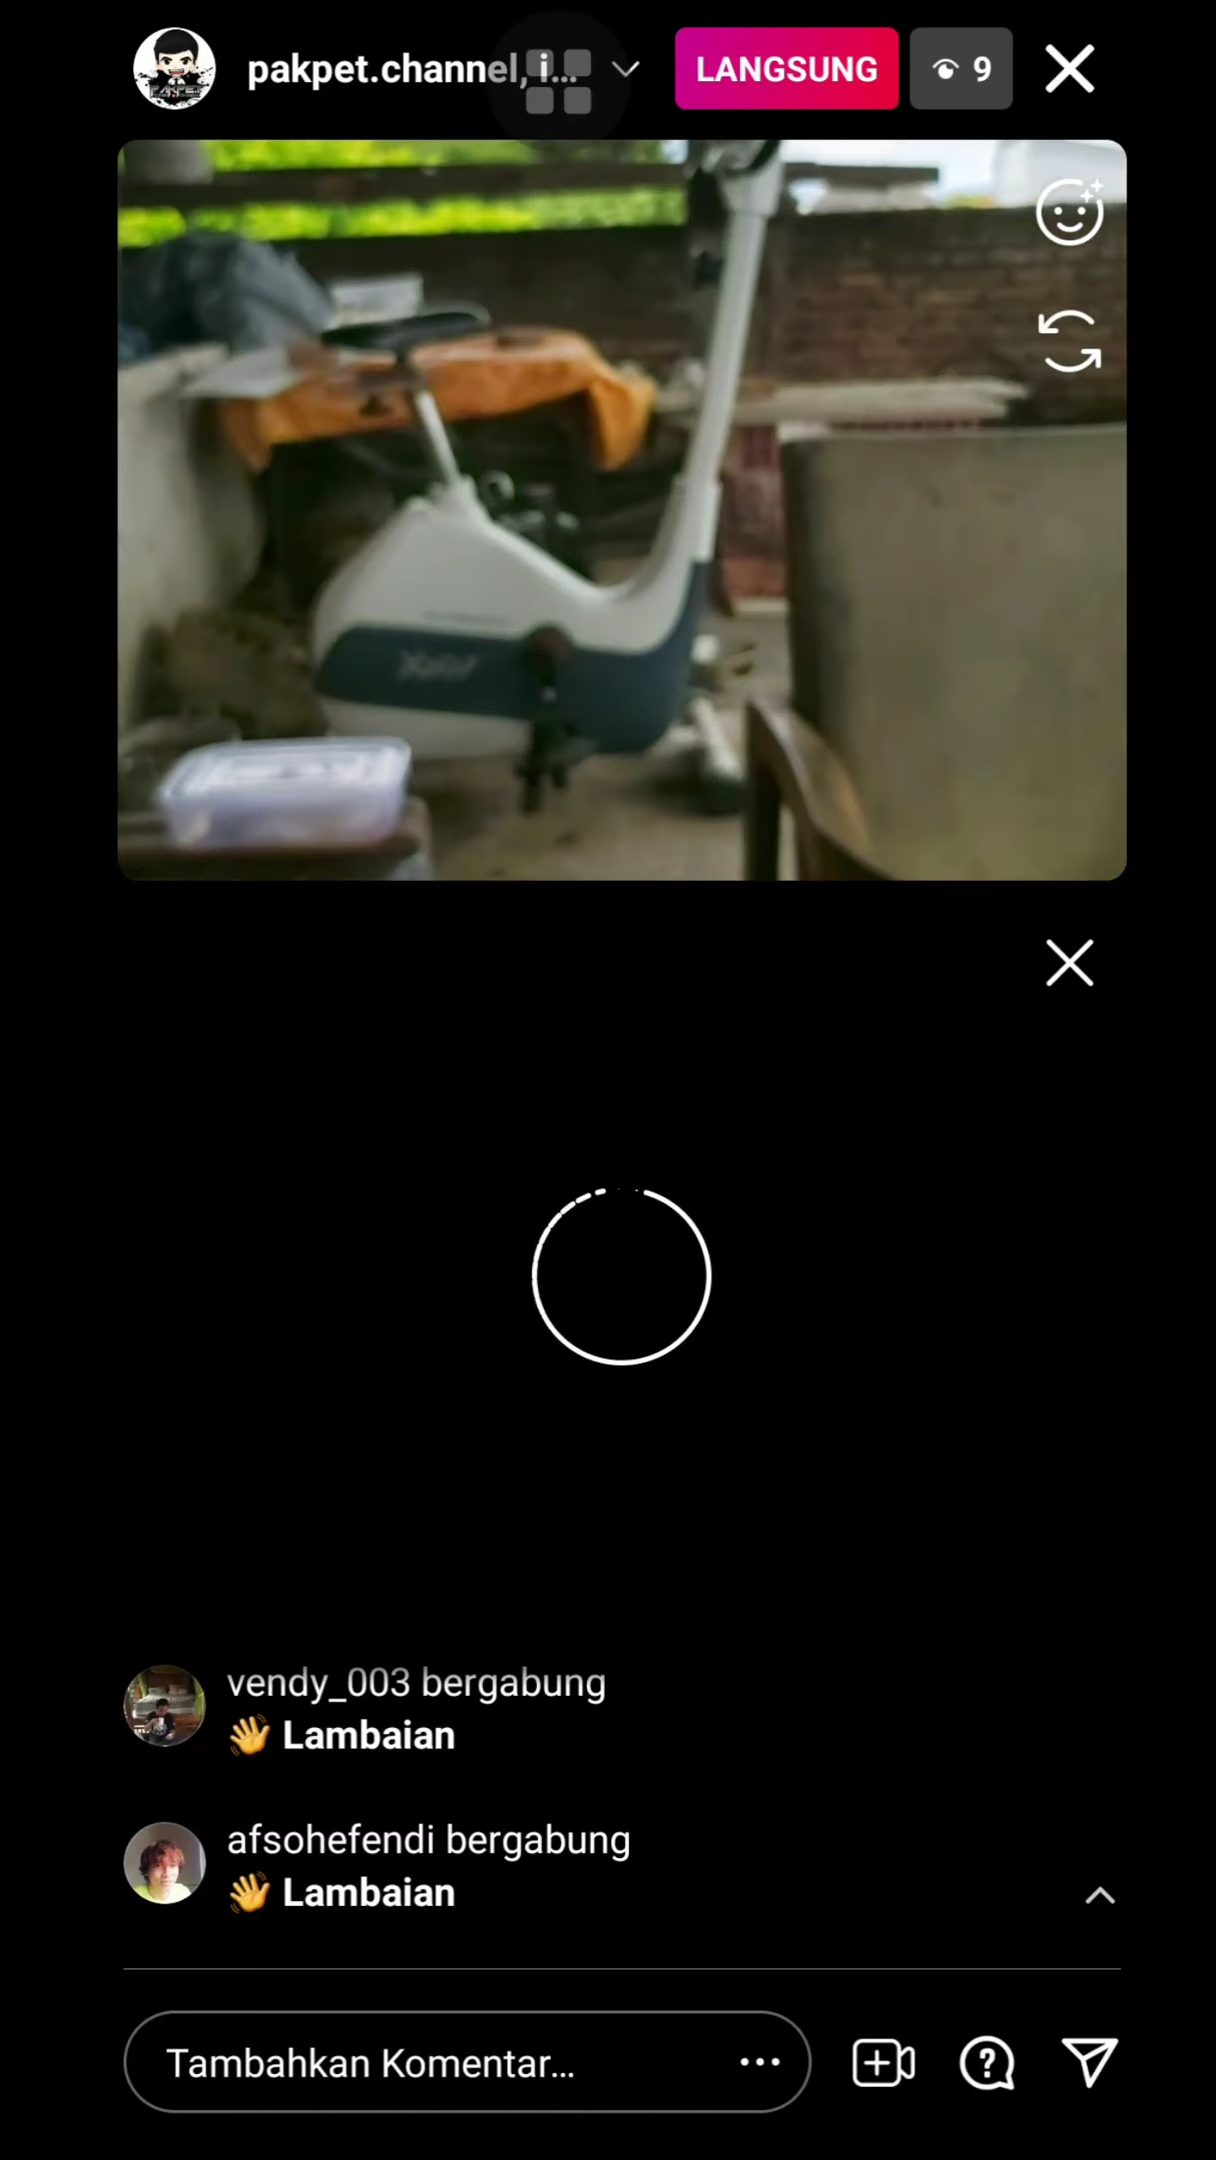 pakpet.channel, i...
LANGSUNG
9
vendy_003 bergabung
👋 Lambaian
afsohefendi bergabung
👋 Lambaian
Tambahkan Komentar...